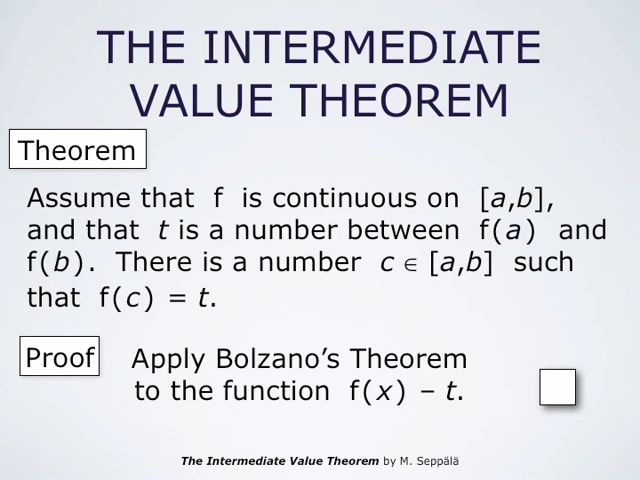 THE INTERMEDIATE
VALUE THEOREM
Theorem
Assume that f is continuous on [a,b],
and that t is a number between f(a) and
f(b). There is a number c ∈ [a,b] such
that f(c) = t.
Proof
Apply Bolzano’s Theorem
to the function f(x) – t.
The Intermediate Value Theorem by M. Seppälä